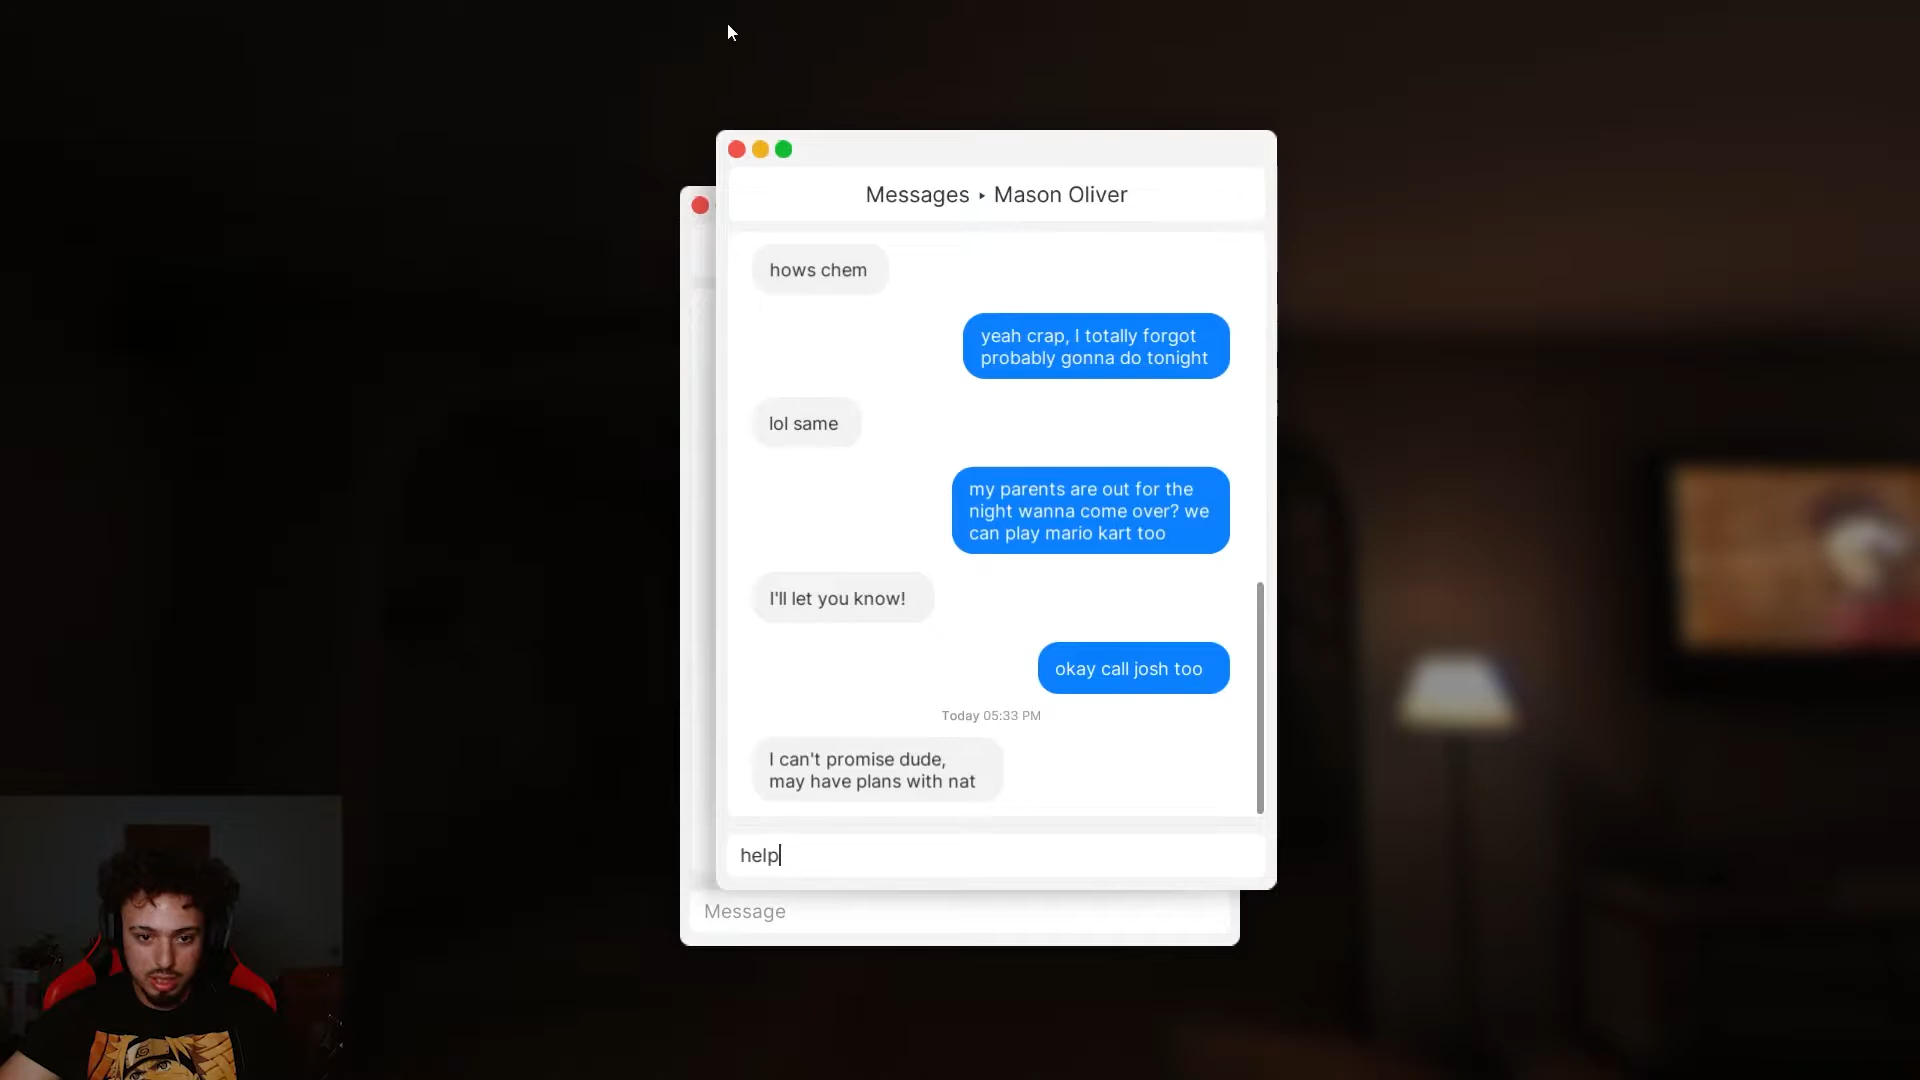 Messages ▸ Mason Oliver
hows chem
yeah crap, I totally forgot
probably gonna do tonight
lol same
my parents are out for the
night wanna come over? we
can play mario kart too
I'll let you know!
okay call josh too
Today 05:33 PM
I can't promise dude,
may have plans with nat
help
Message